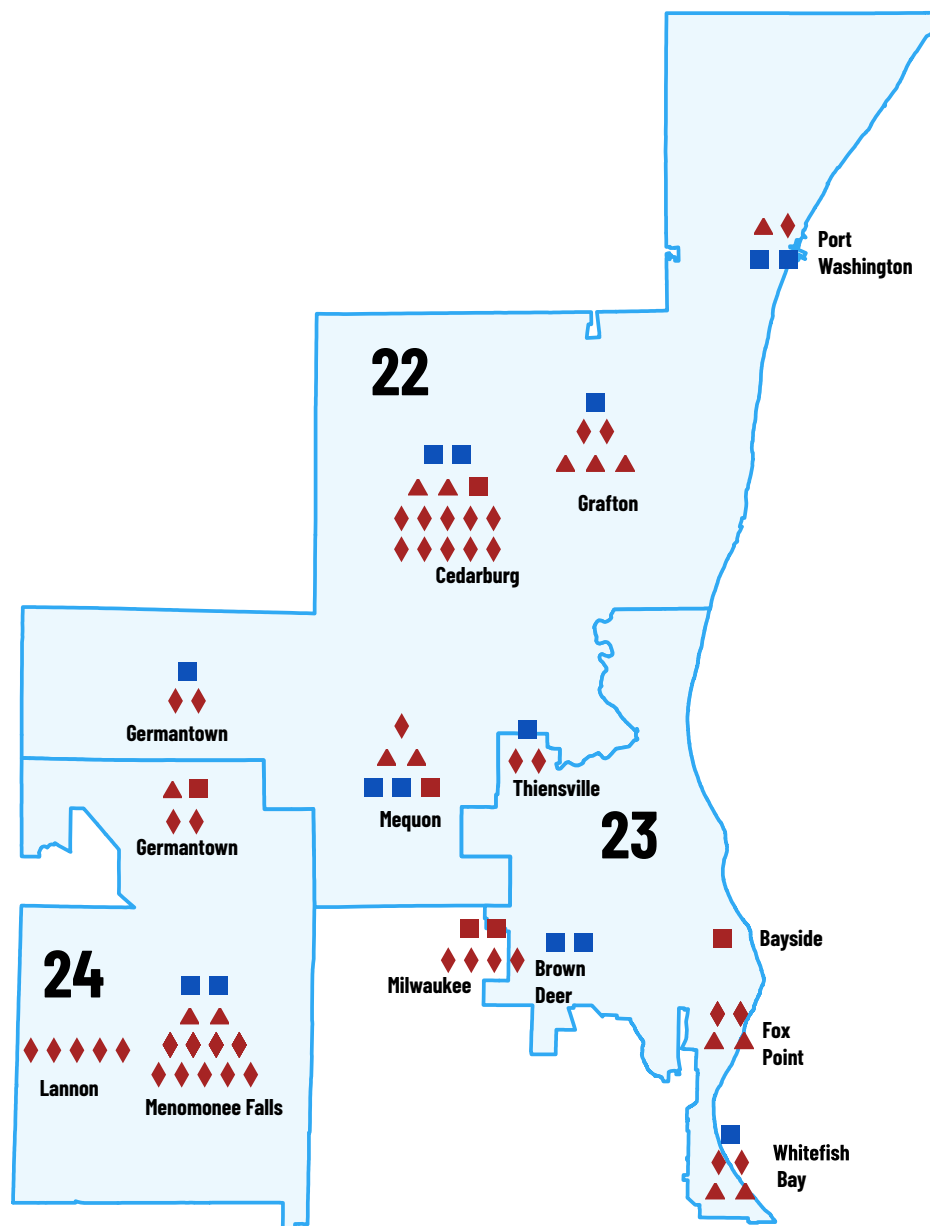 Port
Washington
22
Grafton
Cedarburg
Germantown
Thiensville
Mequon
23
Germantown
Bayside
24
Milwaukee
Brown
Deer
Fox
Point
Lannon
Menomonee Falls
Whitefish
Bay